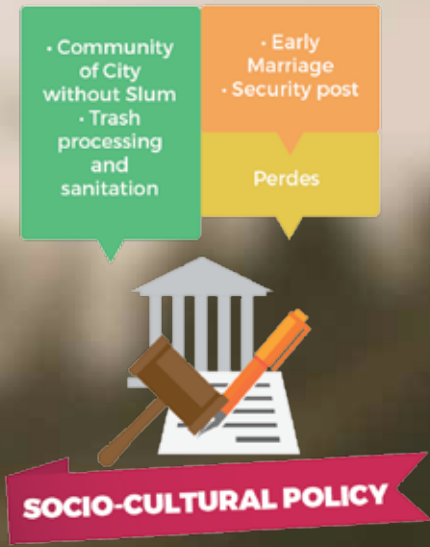 • Community
of City
without Slum
• Trash
processing
and
sanitation
• Early
Marriage
• Security post
Perdes
SOCIO-CULTURAL POLICY